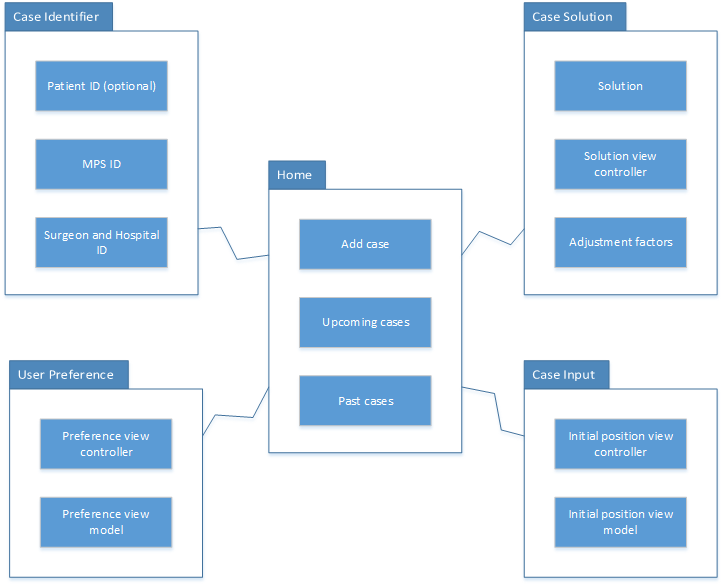 Case Identifier
Patient ID (optional)
MPS ID
Surgeon and Hospital
ID
Home
Add case
Upcoming cases
Past cases
Case Solution
Solution
Solution view
controller
Adjustment factors
User Preference
Preference view
controller
Preference view
model
Case Input
Initial position view
controller
Initial position view
model